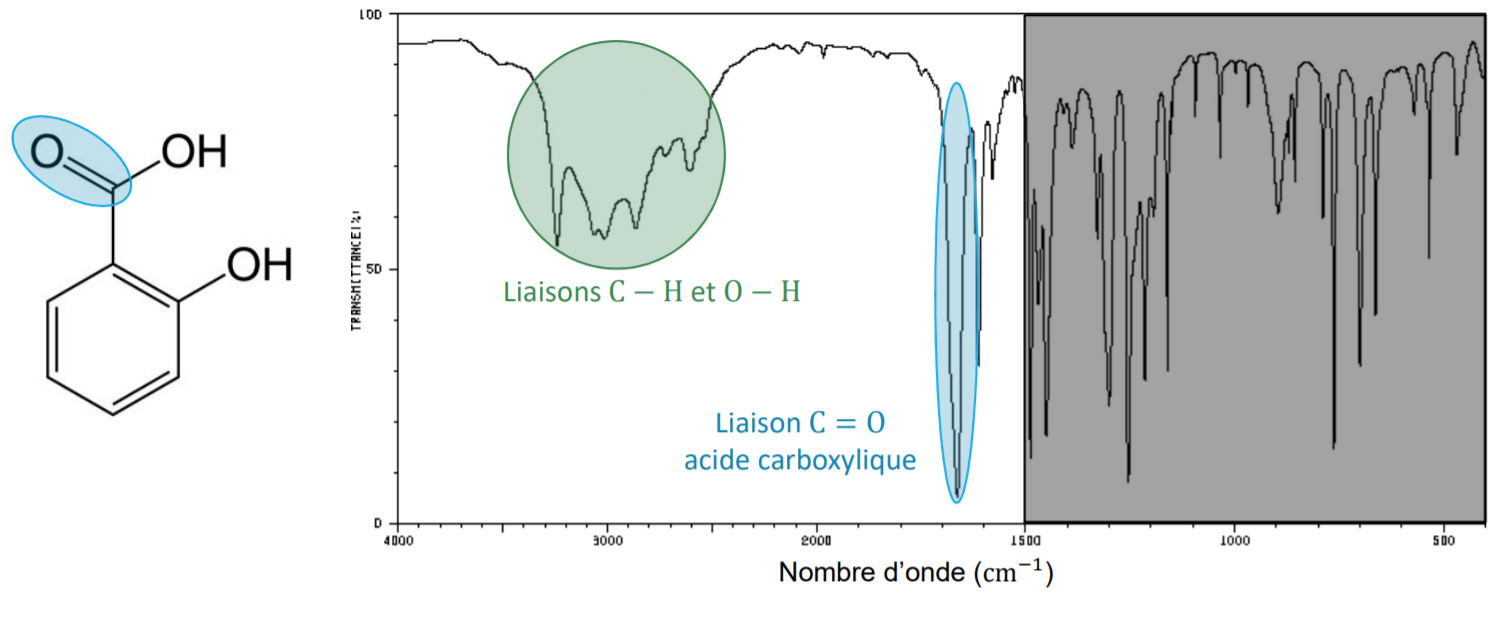 O
OH
OH
100
50
0
TRANSMITTANCE[%]
Liaisons C – H et O – H
Liaison C = O
acide carboxylique
4000 3000 2000 1500 1000 500
Nombre d’onde (cm⁻¹)